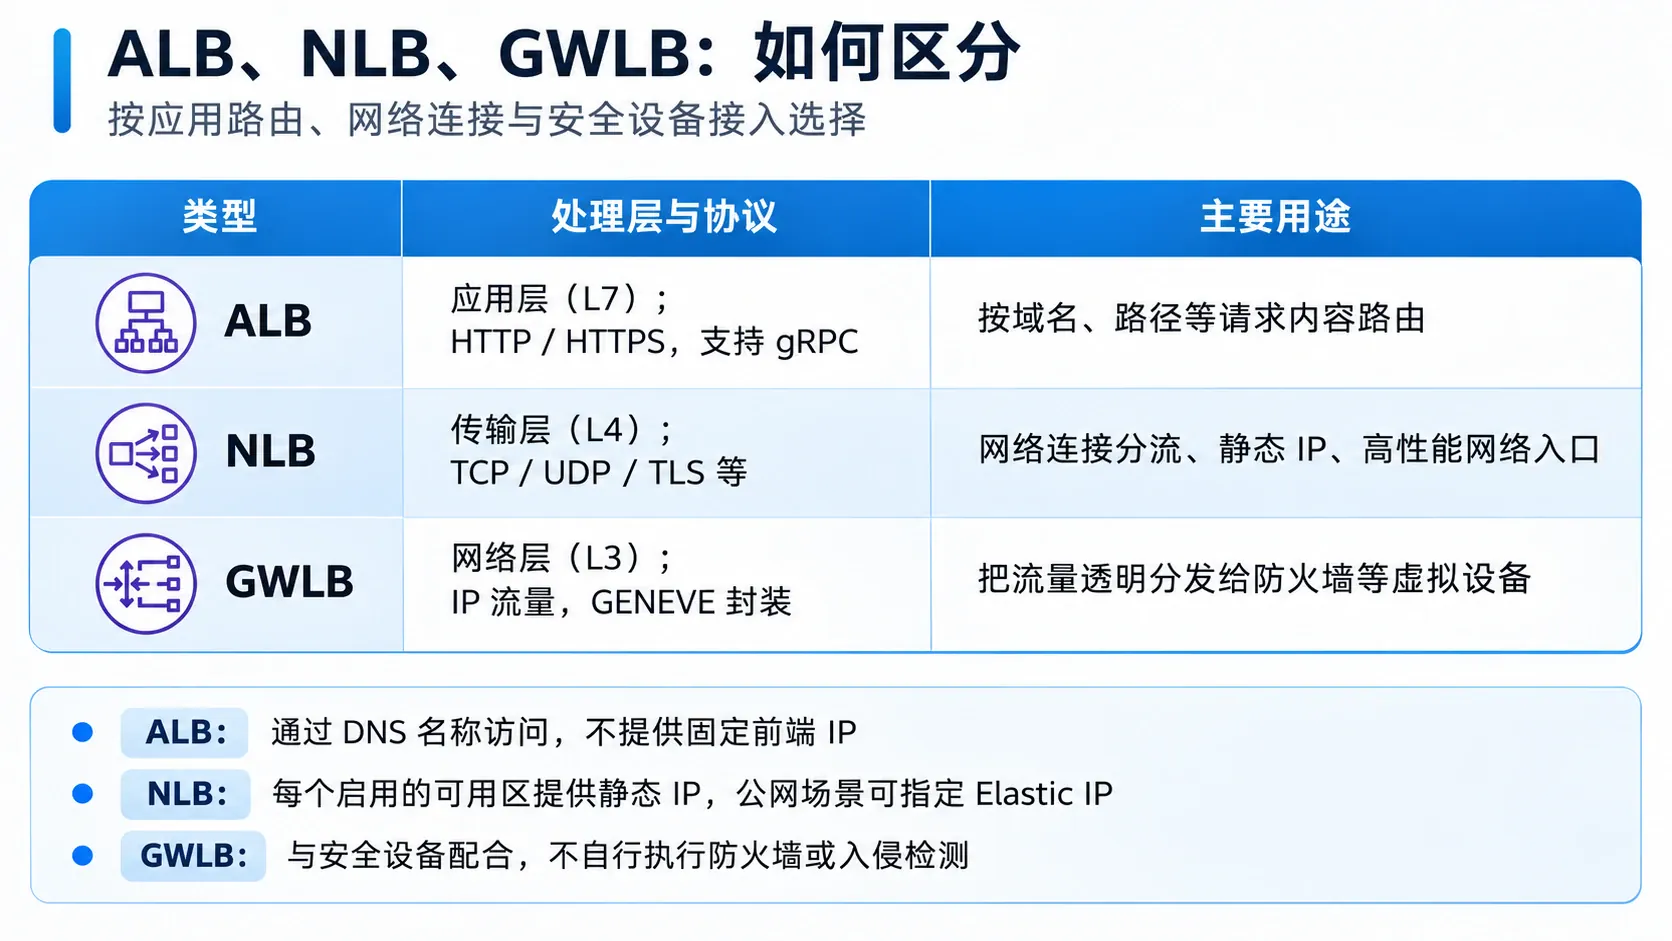 ALB、NLB、GWLB：如何区分
按应用路由、网络连接与安全设备接入选择
类型
处理层与协议
主要用途
ALB
应用层（L7）；
HTTP / HTTPS，支持 gRPC
按域名、路径等请求内容路由
NLB
传输层（L4）；
TCP / UDP / TLS 等
网络连接分流、静态 IP、高性能网络入口
GWLB
网络层（L3）；
IP 流量，GENEVE 封装
把流量透明分发给防火墙等虚拟设备
ALB： 通过 DNS 名称访问，不提供固定前端 IP
NLB： 每个启用的可用区提供静态 IP，公网场景可指定 Elastic IP
GWLB： 与安全设备配合，不自行执行防火墙或入侵检测